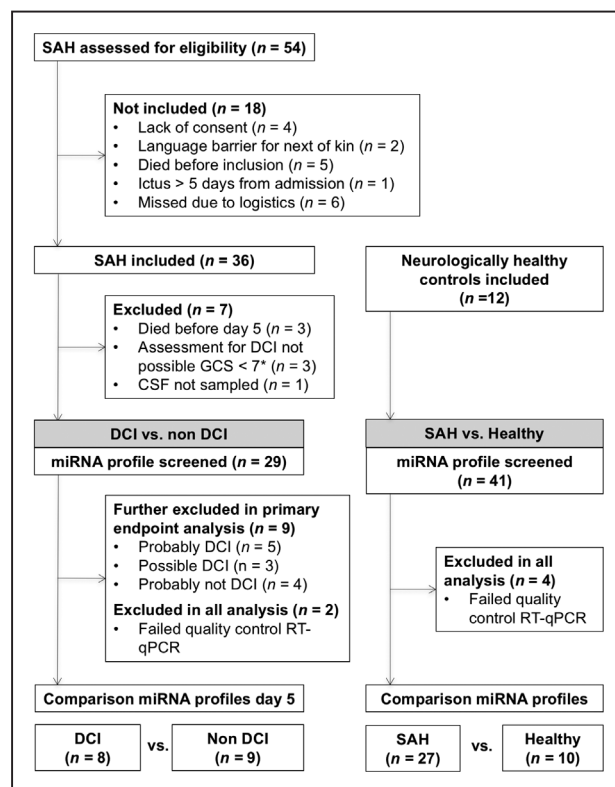 SAH assessed for eligibility (n = 54)
Not included (n = 18)
• Lack of consent (n = 4)
• Language barrier for next of kin (n = 2)
• Died before inclusion (n = 5)
• Ictus > 5 days from admission (n = 1)
• Missed due to logistics (n = 6)
SAH included (n = 36)
Neurologically healthy
controls included
(n =12)
Excluded (n = 7)
• Died before day 5 (n = 3)
• Assessment for DCI not
possible GCS < 7* (n = 3)
• CSF not sampled (n = 1)
DCI vs. non DCI
miRNA profile screened (n = 29)
SAH vs. Healthy
miRNA profile screened
(n = 41)
Further excluded in primary
endpoint analysis (n = 9)
• Probably DCI (n = 5)
• Possible DCI (n = 3)
• Probably not DCI (n = 4)
Excluded in all analysis (n = 2)
• Failed quality control RT-
qPCR
Excluded in all
analysis (n = 4)
• Failed quality
control RT-qPCR
Comparison miRNA profiles day 5
DCI
(n = 8)
vs.
Non DCI
(n = 9)
Comparison miRNA profiles
SAH
(n = 27)
vs.
Healthy
(n = 10)